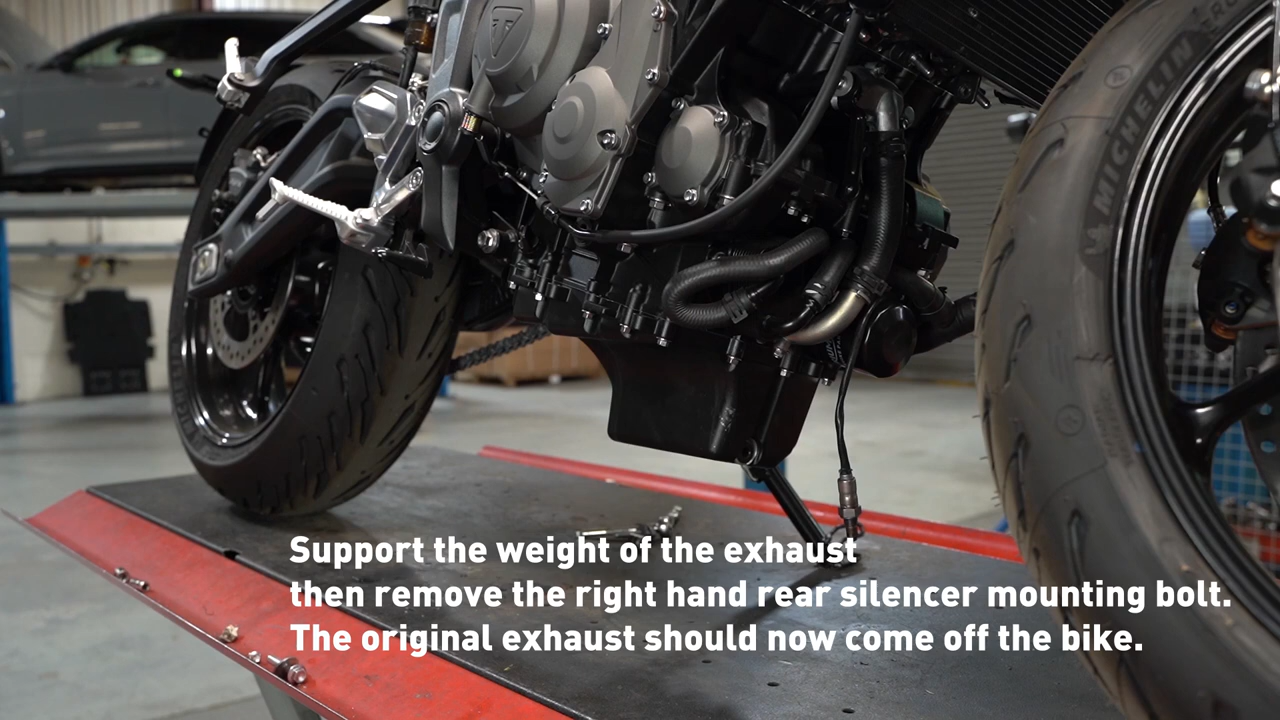 MICHELIN
Support the weight of the exhaust
then remove the right hand rear silencer mounting bolt.
The original exhaust should now come off the bike.